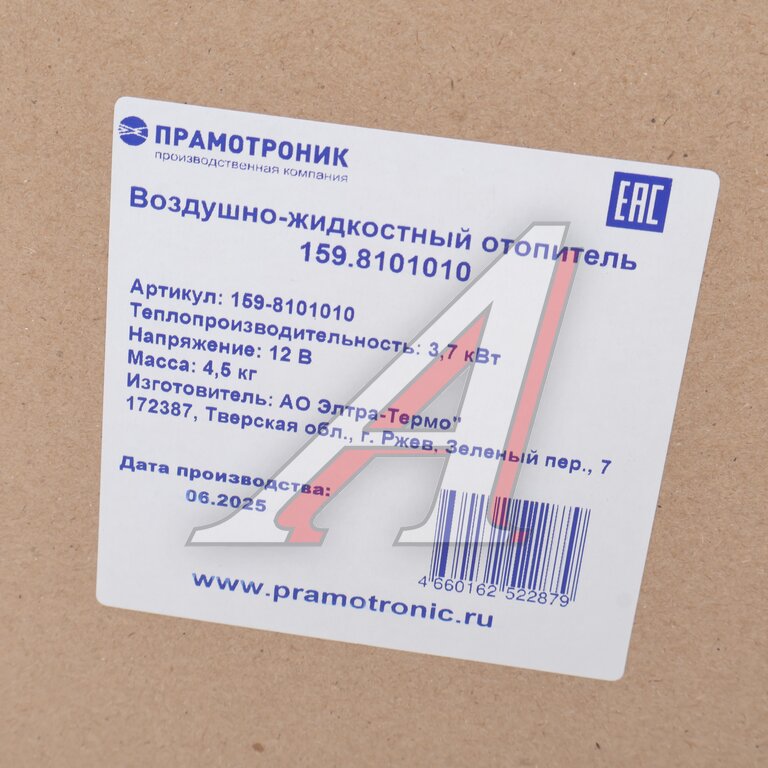 ПРАМОТРОНИК
производственная компания
EAC
Воздушно-жидкостный отопитель
159.8101010
Артикул: 159-8101010
Теплопроизводительность: 3,7 кВт
Напряжение: 12 В
Масса: 4,5 кг
Изготовитель: АО Элтра-Термо"
172387, Тверская обл., г. Ржев, Зеленый пер., 7
Дата производства:
06.2025
4 660162 522879
www.pramotronic.ru